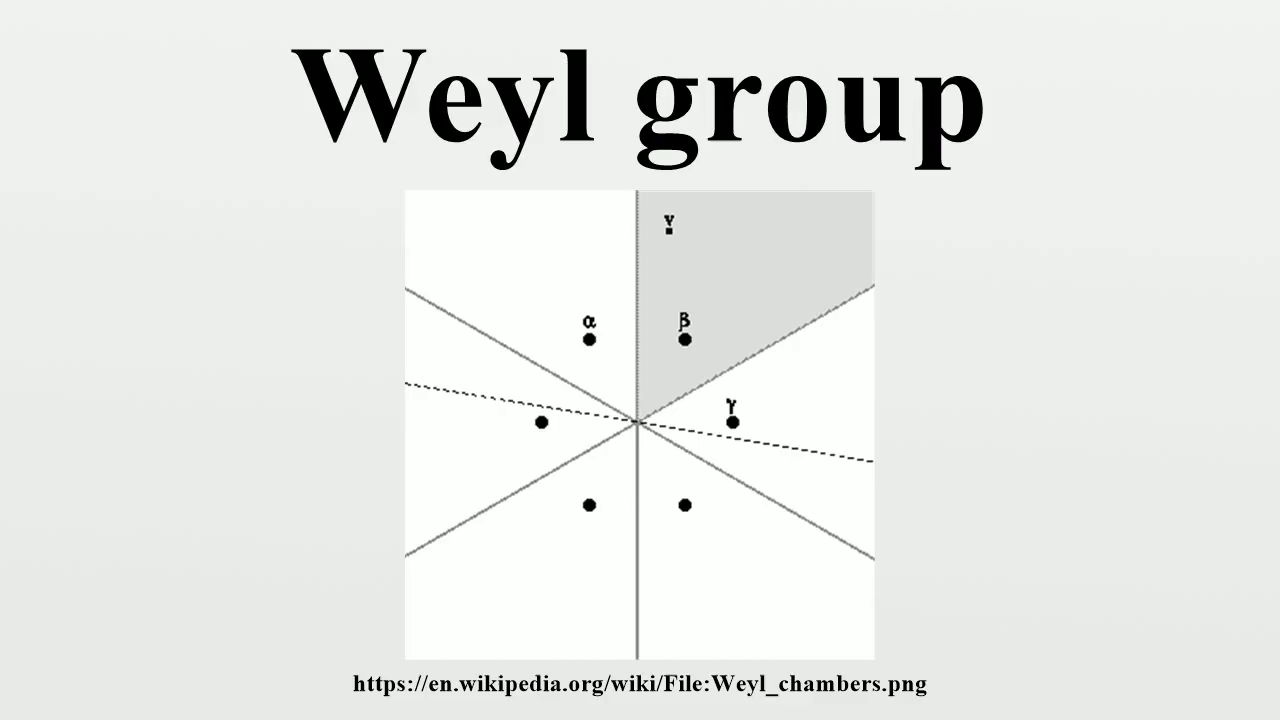 Weyl group
v
α β
γ
https://en.wikipedia.org/wiki/File:Weyl_chambers.png